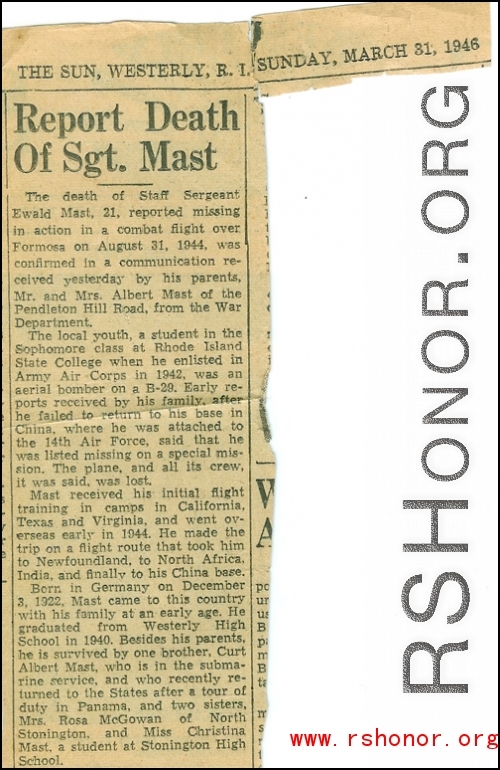 THE SUN, WESTERLY, R. I. SUNDAY, MARCH 31, 1946
Report Death
Of Sgt. Mast
The death of Staff Sergeant
Ewald Mast, 21, reported missing
in action in a combat flight over
Formosa on August 31, 1944, was
confirmed in a communication re-
ceived yesterday by his parents,
Mr. and Mrs. Albert Mast of the
Pendleton Hill Road, from the War
Department.
The local youth, a student in the
Sophomore class at Rhode Island
State College when he enlisted in
Army Air Corps in 1942, was an
aerial bomber on a B-29. Early re-
ports received by his family, after
he failed to return to his base in
China, where he was attached to
the 14th Air Force, said that he
was listed missing on a special mis-
sion. The plane, and all its crew,
it was said, was lost.
Mast received his initial flight
training in camps in California,
Texas and Virginia, and went ov-
erseas early in 1944. He made the
trip on a flight route that took him
to Newfoundland, to North Africa,
India, and finally to his China base.
Born in Germany on December
3, 1922, Mast came to this country
with his family at an early age. He
graduated from Westerly High
School in 1940. Besides his parents,
he is survived by one brother, Curt
Albert Mast, who is in the subma-
rine service, and who recently re-
turned to the States after a tour of
duty in Panama, and two sisters,
Mrs. Rosa McGowan of North
Stonington, and Miss Christina
Mast, a student at Stonington High
School.
RSHONOR.ORG
www.rshonor.org